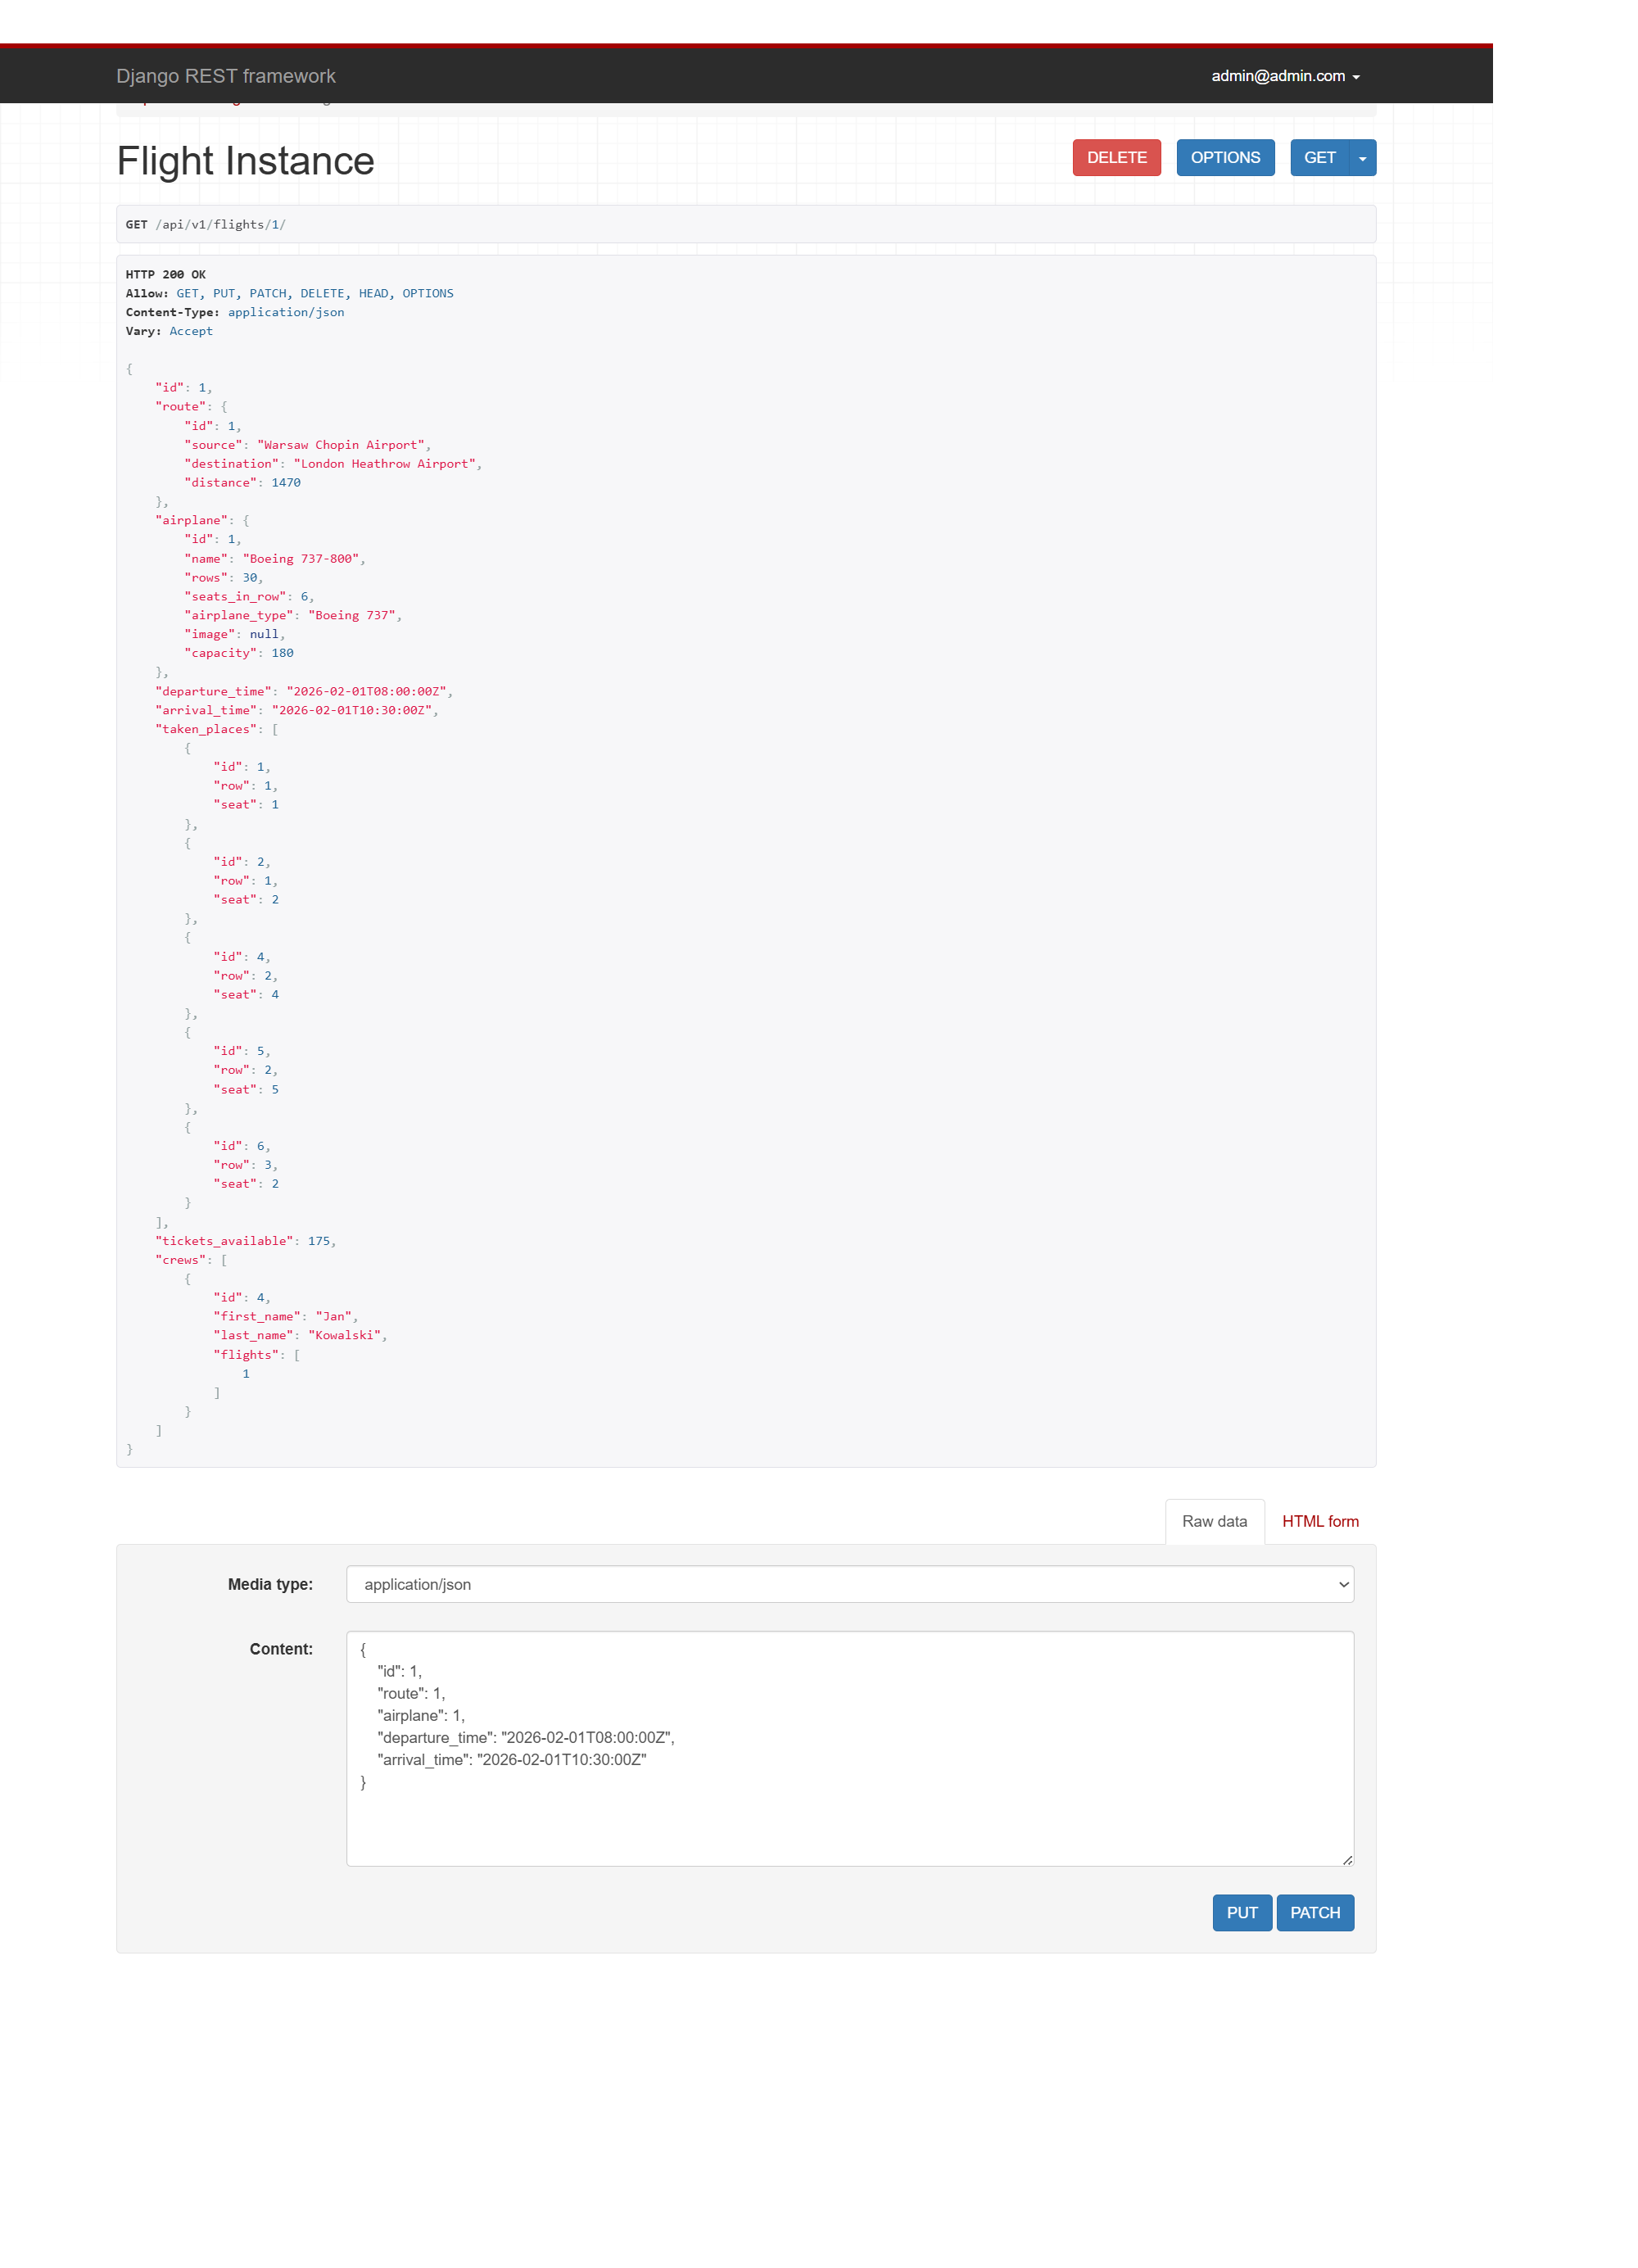 Django REST framework
admin@admin.com
Flight Instance
DELETE
OPTIONS
GET
GET /api/v1/flights/1/
HTTP 200 OK
Allow: GET, PUT, PATCH, DELETE, HEAD, OPTIONS
Content-Type: application/json
Vary: Accept
{
    "id": 1,
    "route": {
        "id": 1,
        "source": "Warsaw Chopin Airport",
        "destination": "London Heathrow Airport",
        "distance": 1470
    },
    "airplane": {
        "id": 1,
        "name": "Boeing 737-800",
        "rows": 30,
        "seats_in_row": 6,
        "airplane_type": "Boeing 737",
        "image": null,
        "capacity": 180
    },
    "departure_time": "2026-02-01T08:00:00Z",
    "arrival_time": "2026-02-01T10:30:00Z",
    "taken_places": [
        {
            "id": 1,
            "row": 1,
            "seat": 1
        },
        {
            "id": 2,
            "row": 1,
            "seat": 2
        },
        {
            "id": 4,
            "row": 2,
            "seat": 4
        },
        {
            "id": 5,
            "row": 2,
            "seat": 5
        },
        {
            "id": 6,
            "row": 3,
            "seat": 2
        }
    ],
    "tickets_available": 175,
    "crews": [
        {
            "id": 4,
            "first_name": "Jan",
            "last_name": "Kowalski",
            "flights": [
                1
            ]
        }
    ]
}
Raw data
HTML form
Media type:
application/json
Content:
{
    "id": 1,
    "route": 1,
    "airplane": 1,
    "departure_time": "2026-02-01T08:00:00Z",
    "arrival_time": "2026-02-01T10:30:00Z"
}
PUT
PATCH